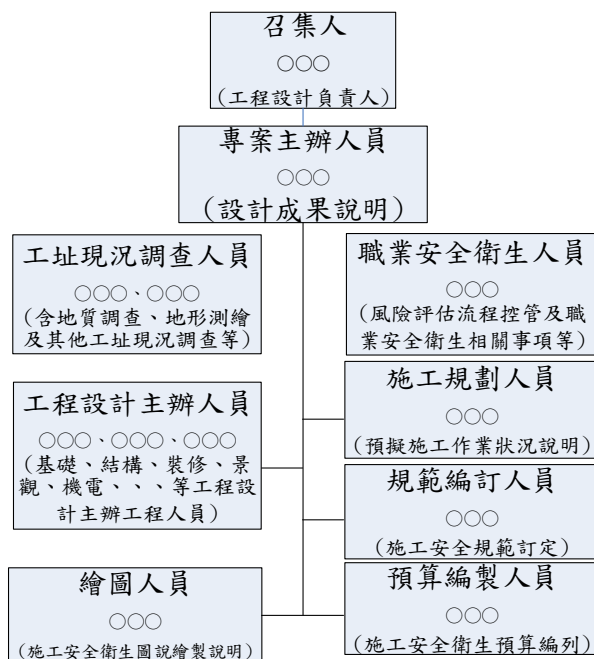 召集人
○○○
(工程設計負責人)
專案主辦人員
○○○
(設計成果說明)
工址現況調查人員
○○○、○○○
(含地質調查、地形測繪
及其他工址現況調查等)
職業安全衛生人員
○○○
(風險評估流程控管及職
業安全衛生相關事項等)
工程設計主辦人員
○○○、○○○、○○○
(基礎、結構、裝修、景
觀、機電、、、等工程設
計主辦工程人員)
施工規劃人員
○○○
(預擬施工作業狀況說明)
規範編訂人員
○○○
(施工安全規範訂定)
繪圖人員
○○○
(施工安全衛生圖說繪製說明)
預算編製人員
○○○
(施工安全衛生預算編列)